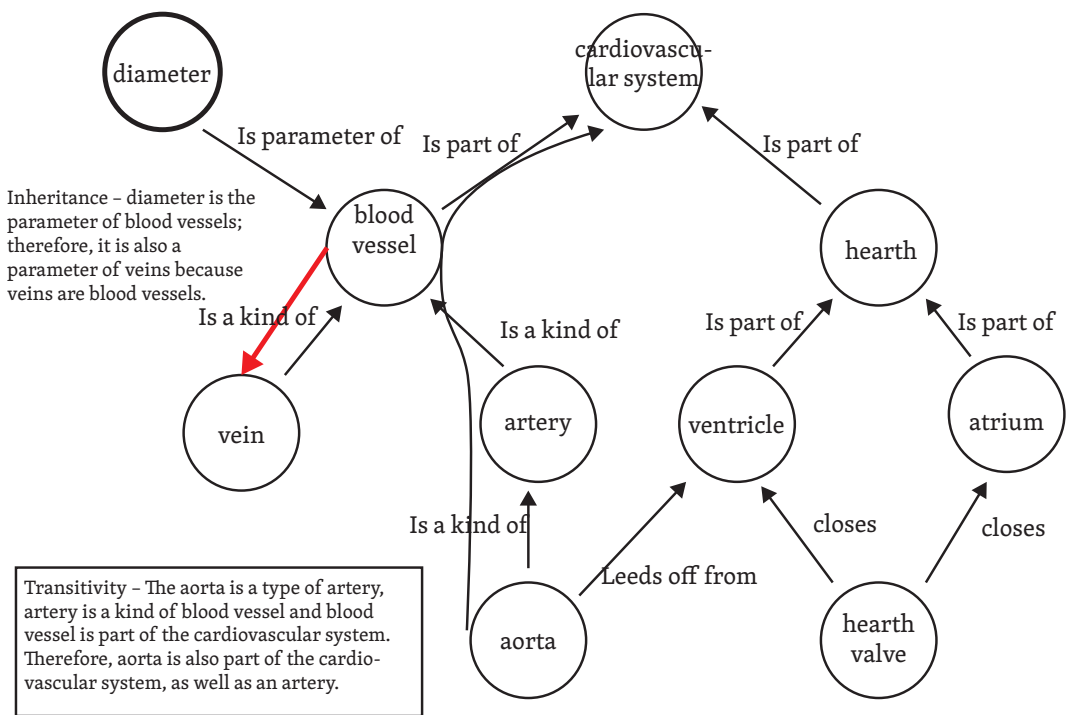 diameter
cardiovascu-
lar system
Is parameter of
Is part of
Is part of
Inheritance – diameter is the
parameter of blood vessels;
therefore, it is also a
parameter of veins because
veins are blood vessels.
blood
vessel
hearth
Is a kind of
Is a kind of
Is part of
Is part of
vein
artery
ventricle
atrium
Is a kind of
closes
closes
Leeds off from
Transitivity – The aorta is a type of artery,
artery is a kind of blood vessel and blood
vessel is part of the cardiovascular system.
Therefore, aorta is also part of the cardio-
vascular system, as well as an artery.
aorta
hearth
valve